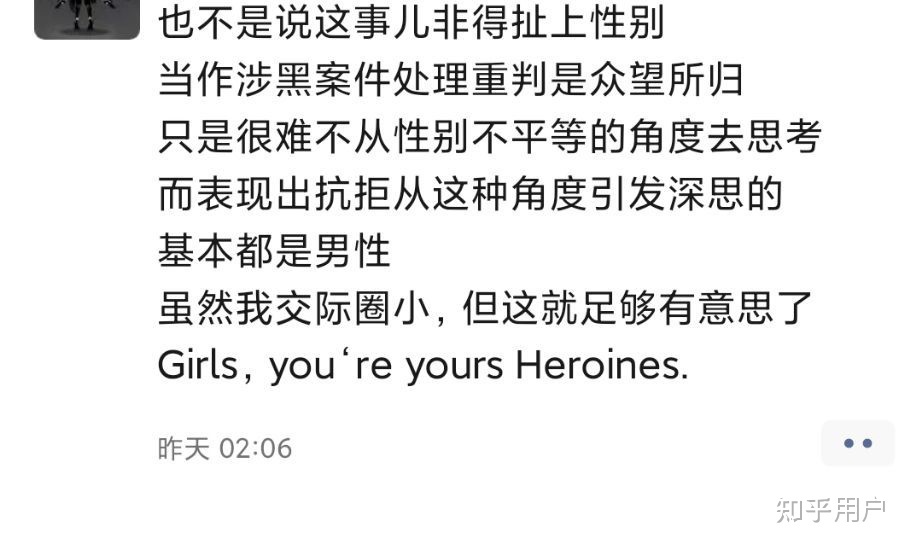 也不是说这事儿非得扯上性别
当作涉黑案件处理重判是众望所归
只是很难不从性别不平等的角度去思考
而表现出抗拒从这种角度引发深思的
基本都是男性
虽然我交际圈小, 但这就足够有意思了
Girls, you‘re yours Heroines.
昨天 02:06
知乎用户